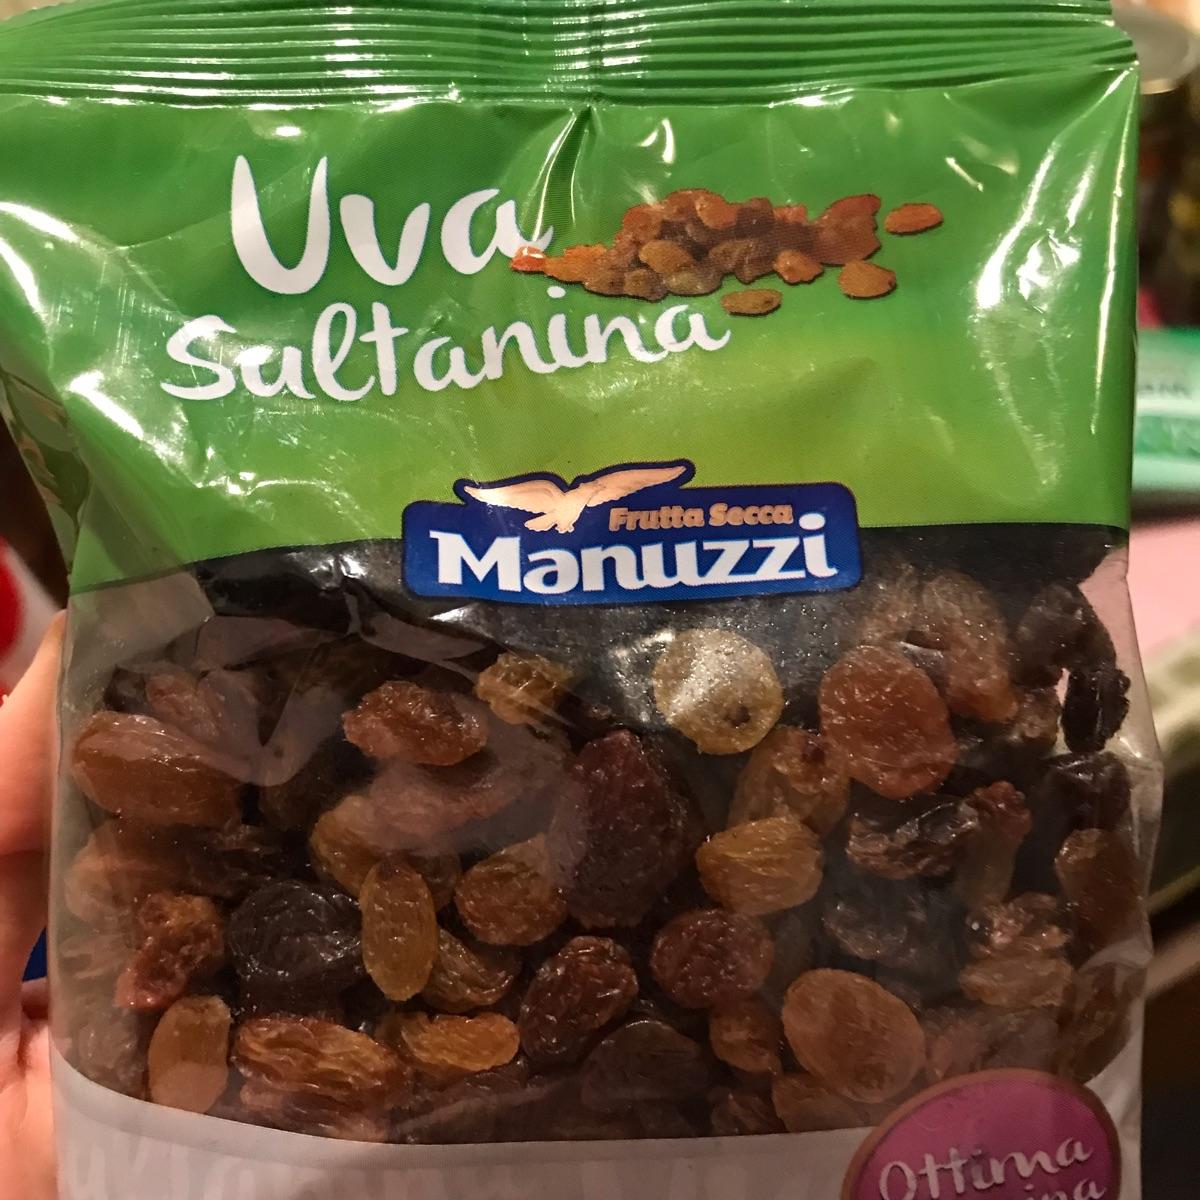 Uva
Sultanina
Frutta Secca
Manuzzi
Ottima